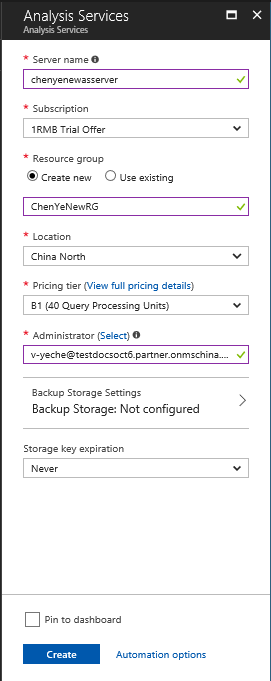 Analysis Services
Analysis Services
* Server name
chenyenewasserver
* Subscription
1RMB Trial Offer
* Resource group
Create new Use existing
ChenYeNewRG
* Location
China North
* Pricing tier (View full pricing details)
B1 (40 Query Processing Units)
* Administrator (Select)
v-yeche@testdocsoct6.partner.onmschina....
Backup Storage Settings
Backup Storage: Not configured
Storage key expiration
Never
Pin to dashboard
Create Automation options